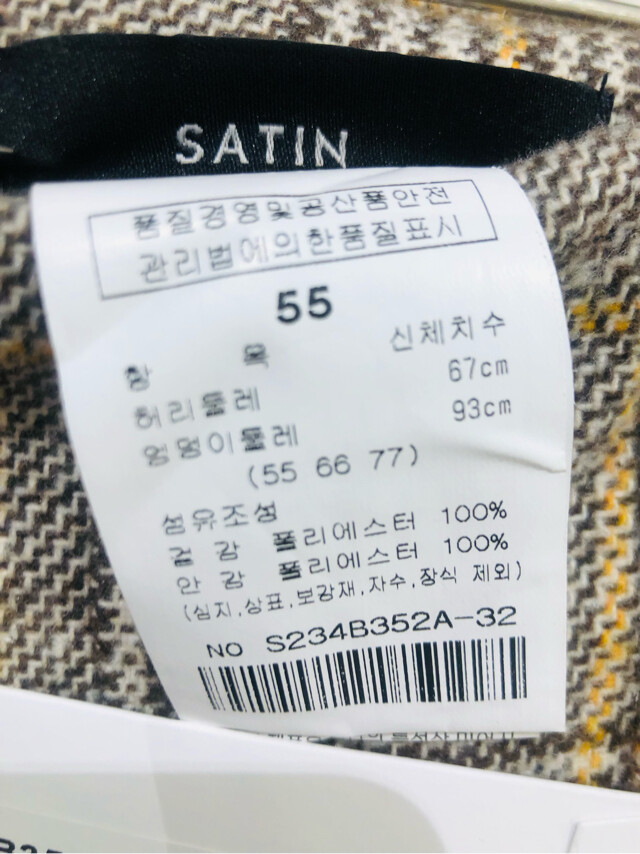 SATIN
품질경영및공산품안전
관리법에의한품질표시
55
항 목 신체치수
허리둘레 67cm
엉덩이둘레 93cm
(55 66 77)
섬유조성
겉 감 폴리에스터 100%
안 감 폴리에스터 100%
(심지,상표,보강재,자수,장식 제외)
NO S234B352A-32